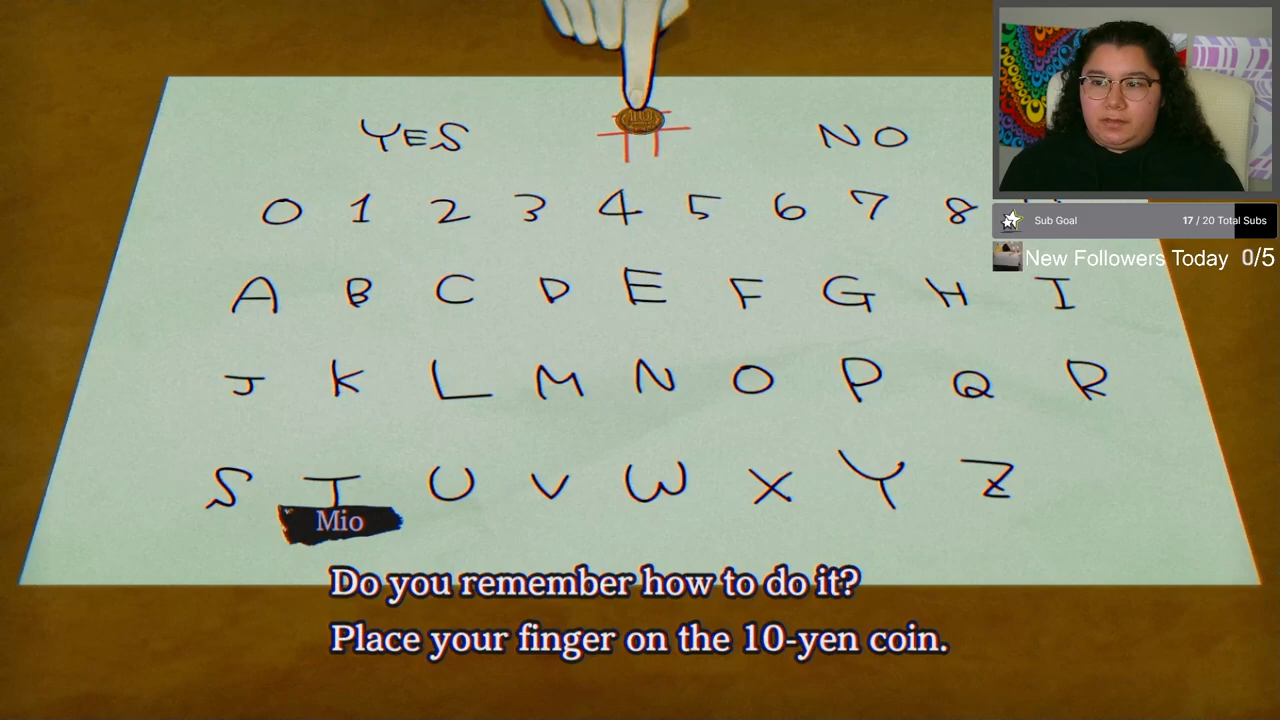 YES NO
0 1 2 3 4 5 6 7 8
A B C D E F G H I
J K L M N O P Q R
S T U V W X Y Z
Mio
Do you remember how to do it?
Place your finger on the 10-yen coin.
Sub Goal 17 / 20 Total Subs
New Followers Today 0/5